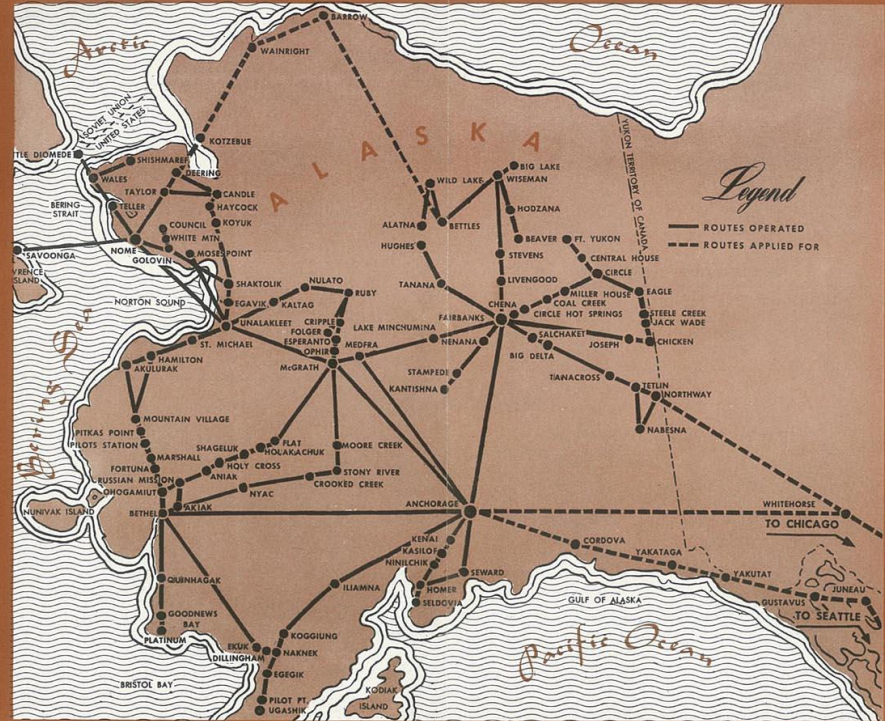 Arctic
Ocean
BARROW
WAINRIGHT
SOVIET UNION
UNITED STATES
YUKON TERRITORY OF CANADA
KOTZEBUE
ALASKA
TLE DIOMEDE
SHISHMAREF
DEERING
WALES
TAYLOR
CANDLE
BIG LAKE
WILD LAKE
WISEMAN
Legend
ROUTES OPERATED
ROUTES APPLIED FOR
BERING
STRAIT
TELLER
HAYCOCK
KOYUK
HODZANA
ALATNA
BETTLES
COUNCIL
WHITE MTN
NOME
GOLOVIN
MOSES POINT
HUGHES
BEAVER
FT. YUKON
SAVOONGA
STEVENS
CENTRAL HOUSE
CIRCLE
RENCE
ISLAND
SHAKTOLIK
NULATO
RUBY
TANANA
LIVENGOOD
MILLER HOUSE
EAGLE
NORTON SOUND
EGAVIK
KALTAG
CHENA
COAL CREEK
CIRCLE HOT SPRINGS
STEELE CREEK
JACK WADE
UNALAKLEET
CRIPPLE
FOLGER
ESPERANTO
OPHIR
LAKE MINCHUMINA
FAIRBANKS
NENANA
SALCHAKET
JOSEPH
CHICKEN
ST. MICHAEL
MEDFRA
BIG DELTA
HAMILTON
AKULURAK
McGRATH
STAMPEDE
KANTISHNA
TANACROSS
TETLIN
NORTHWAY
Bering Sea
MOUNTAIN VILLAGE
NABESNA
PITKAS POINT
PILOTS STATION
MARSHALL
FORTUNA
RUSSIAN MISSION
OHOGAMIUT
SHAGELUK
FLAT
HOLAKACHUK
HOLY CROSS
ANIAK
MOORE CREEK
STONY RIVER
CROOKED CREEK
NYAC
NUNIVAK ISLAND
BETHEL
AKIAK
ANCHORAGE
WHITEHORSE
TO CHICAGO
KENAI
KASILOF
NINILCHIK
CORDOVA
YAKATAGA
YAKUTAT
QUINHAGAK
ILIAMNA
SEWARD
HOMER
SELDOVIA
GULF OF ALASKA
GUSTAVUS
JUNEAU
TO SEATTLE
GOODNEWS
BAY
PLATINUM
KOGGIUNG
EKUK
DILLINGHAM
NAKNEK
Pacific Ocean
EGEGIK
BRISTOL BAY
PILOT PT.
UGASHIK
KODIAK
ISLAND